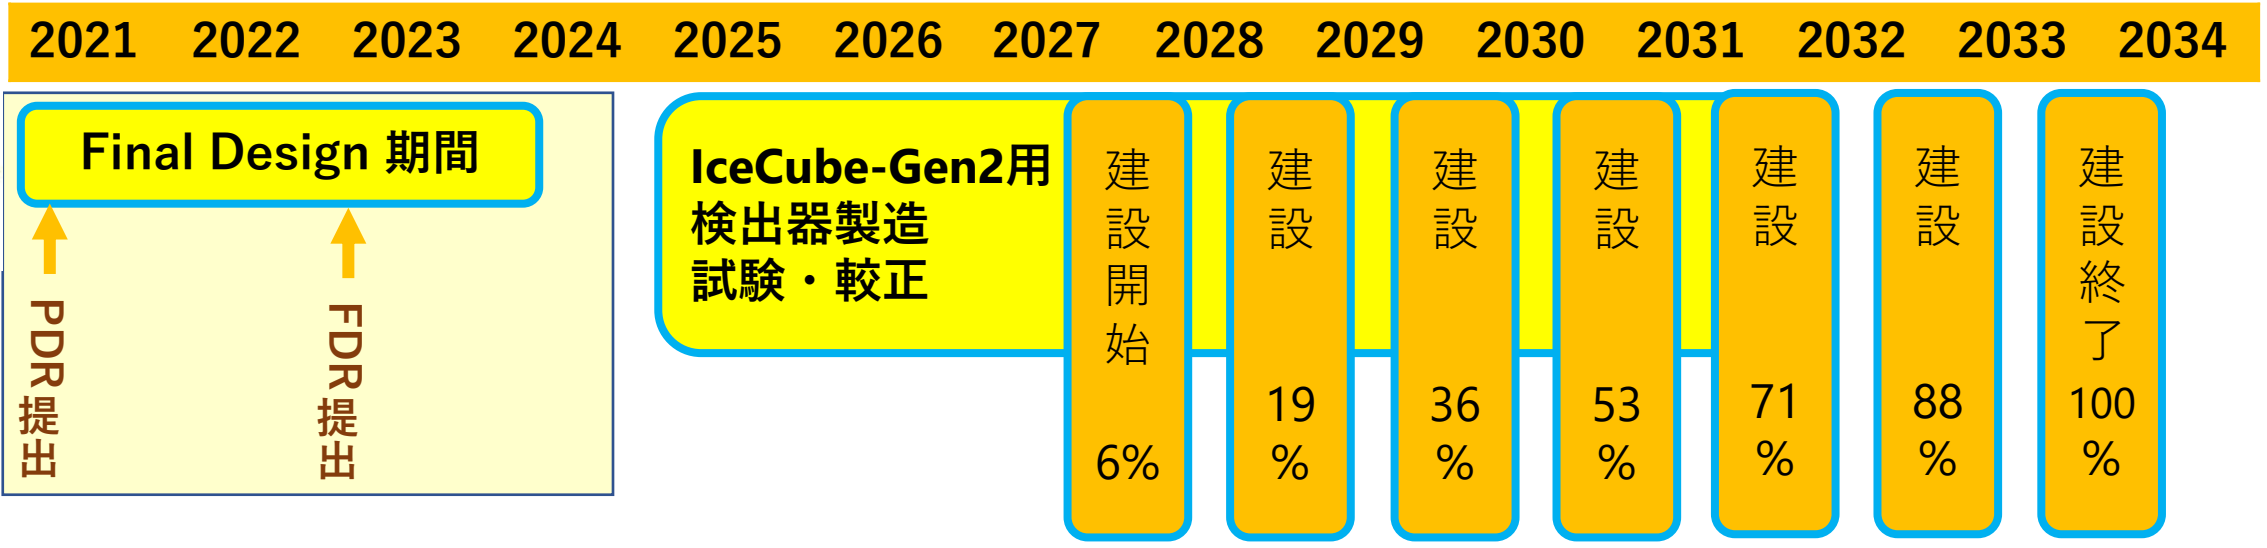 2021 2022 2023 2024 2025 2026 2027 2028 2029 2030 2031 2032 2033 2034
Final Design 期間
PDR提出
FDR提出
IceCube-Gen2用
検出器製造
試験・較正
建設開始
6%
建設
19
%
建設
36
%
建設
53
%
建設
71
%
建設
88
%
建設終了
100
%